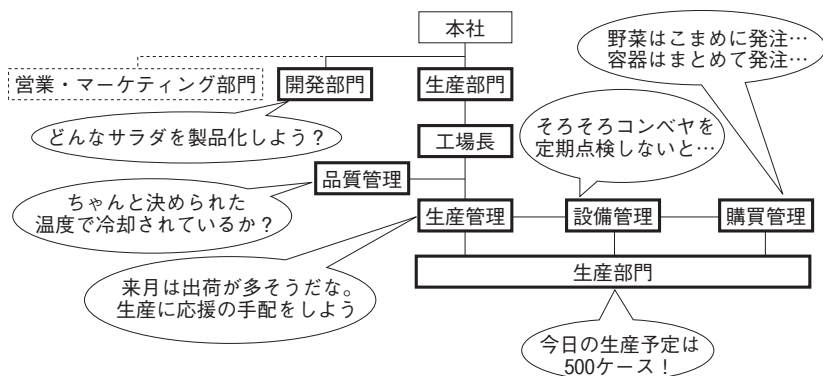 本社
野菜はこまめに発注…
容器はまとめて発注…
営業・マーケティング部門
開発部門
生産部門
どんなサラダを製品化しよう？
工場長
そろそろコンベヤを
定期点検しないと…
品質管理
ちゃんと決められた
温度で冷却されているか？
生産管理
設備管理
購買管理
生産部門
来月は出荷が多そうだな。
生産に応援の手配をしよう
今日の生産予定は
500ケース！